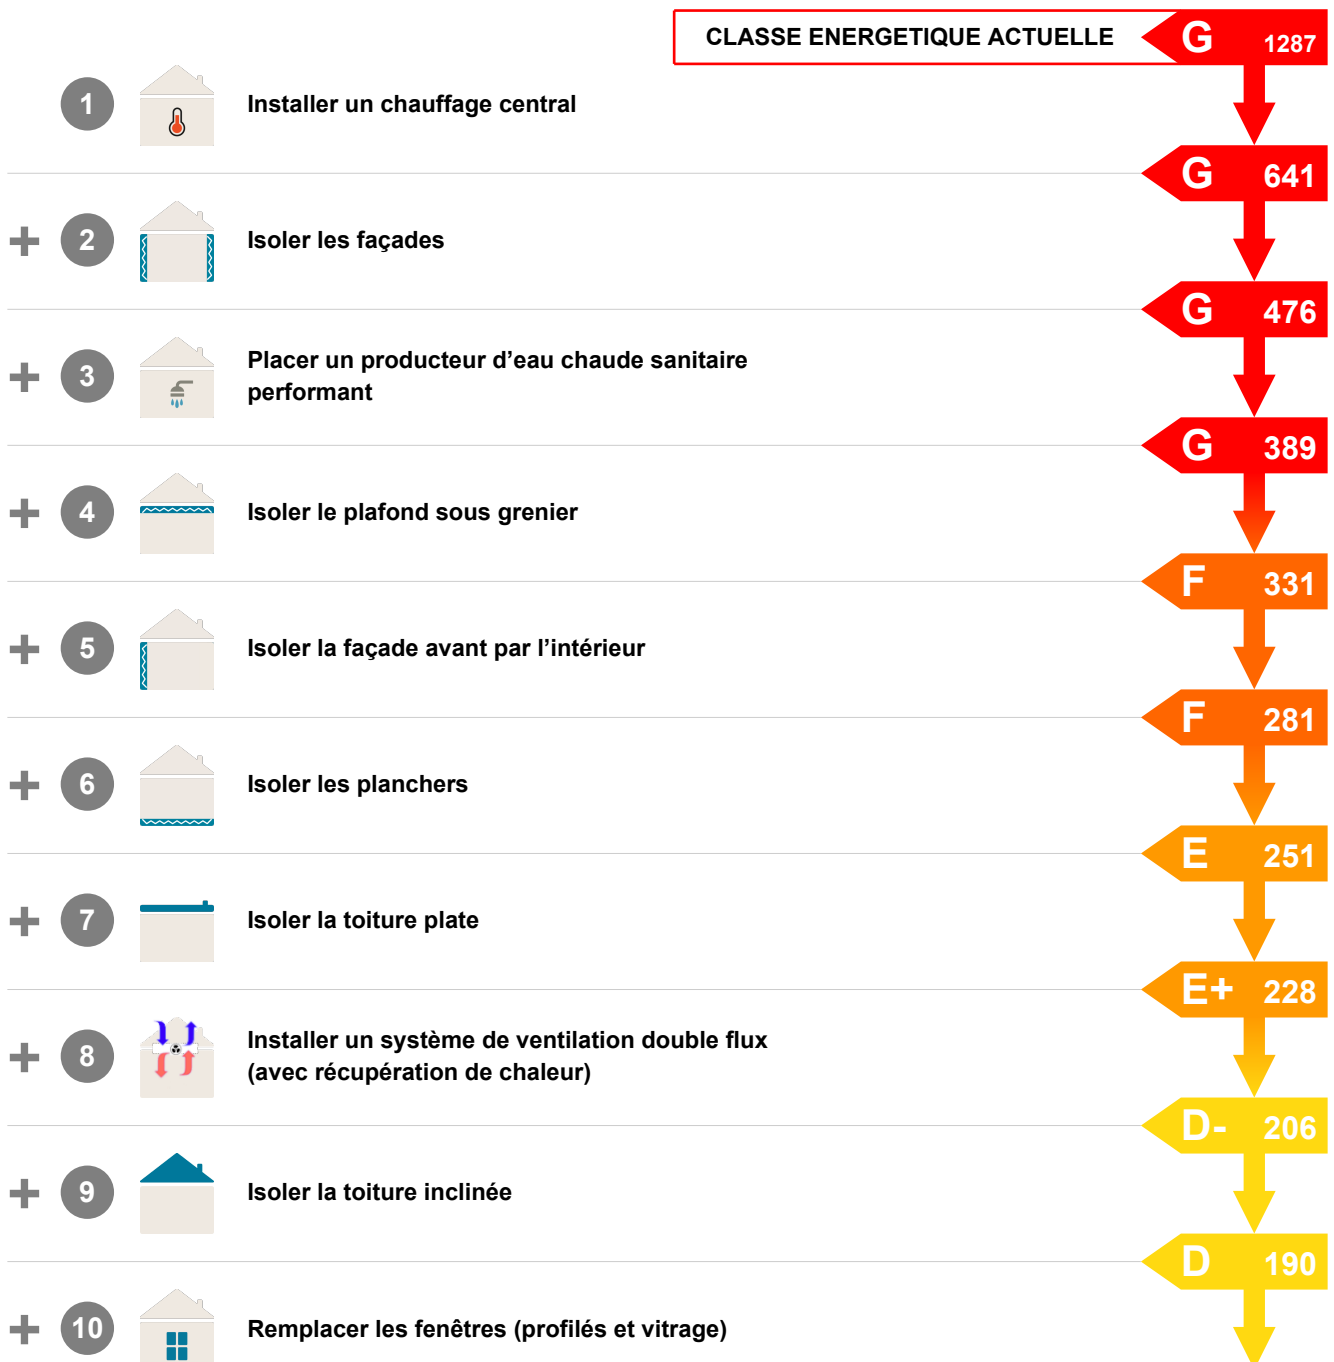 CLASSE ENERGETIQUE ACTUELLE G 1287
1 Installer un chauffage central
G 641
+ 2 Isoler les façades
G 476
+ 3 Placer un producteur d’eau chaude sanitaire
performant
G 389
+ 4 Isoler le plafond sous grenier
F 331
+ 5 Isoler la façade avant par l’intérieur
F 281
+ 6 Isoler les planchers
E 251
+ 7 Isoler la toiture plate
E+ 228
+ 8 Installer un système de ventilation double flux
(avec récupération de chaleur)
D- 206
+ 9 Isoler la toiture inclinée
D 190
+ 10 Remplacer les fenêtres (profilés et vitrage)